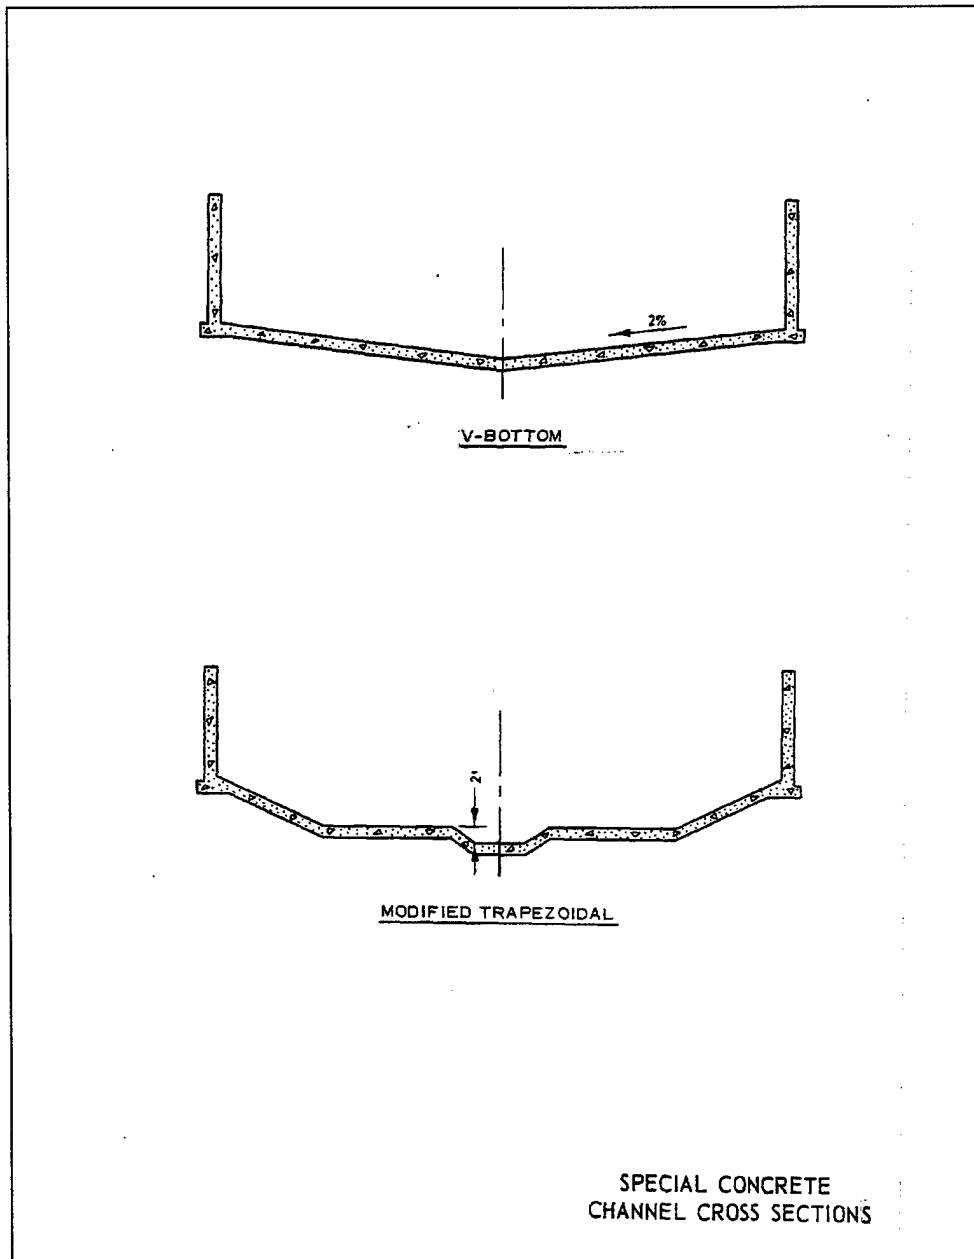 2%
V-BOTTOM
2'
MODIFIED TRAPEZOIDAL
SPECIAL CONCRETE
CHANNEL CROSS SECTIONS